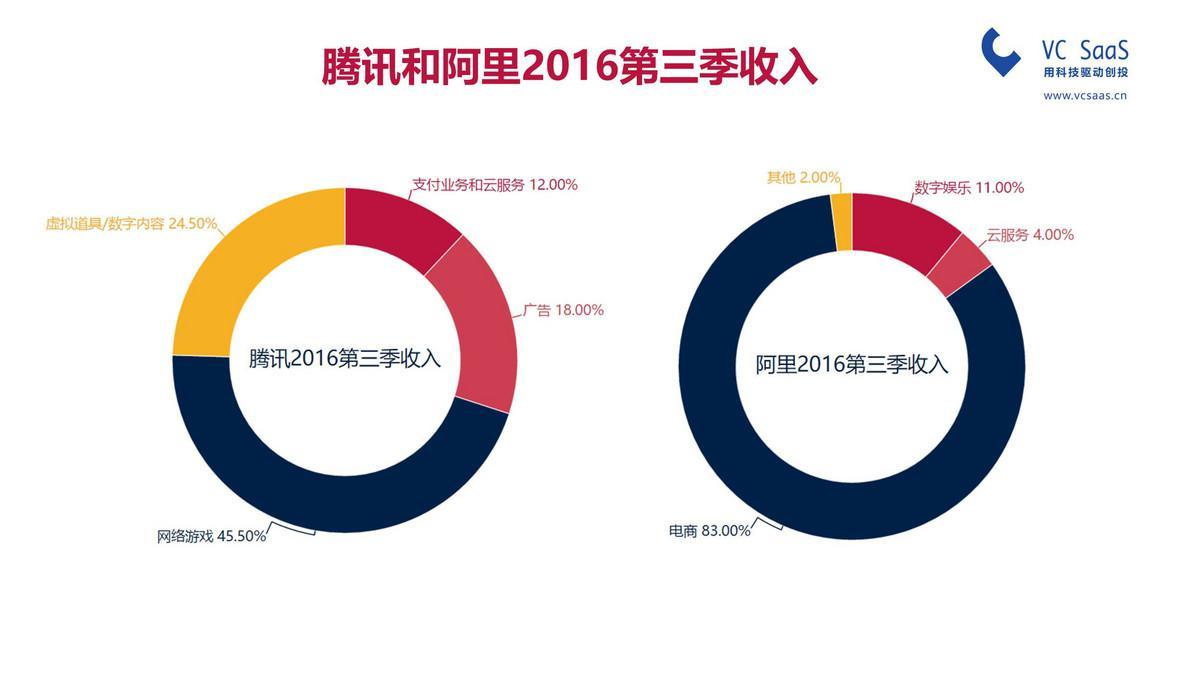 腾讯和阿里2016第三季收入
VC SaaS
用科技驱动创投
www.vcsaas.cn
支付业务和云服务 12.00%
虚拟道具/数字内容 24.50%
广告 18.00%
腾讯2016第三季收入
网络游戏 45.50%
其他 2.00%
数字娱乐 11.00%
云服务 4.00%
阿里2016第三季收入
电商 83.00%